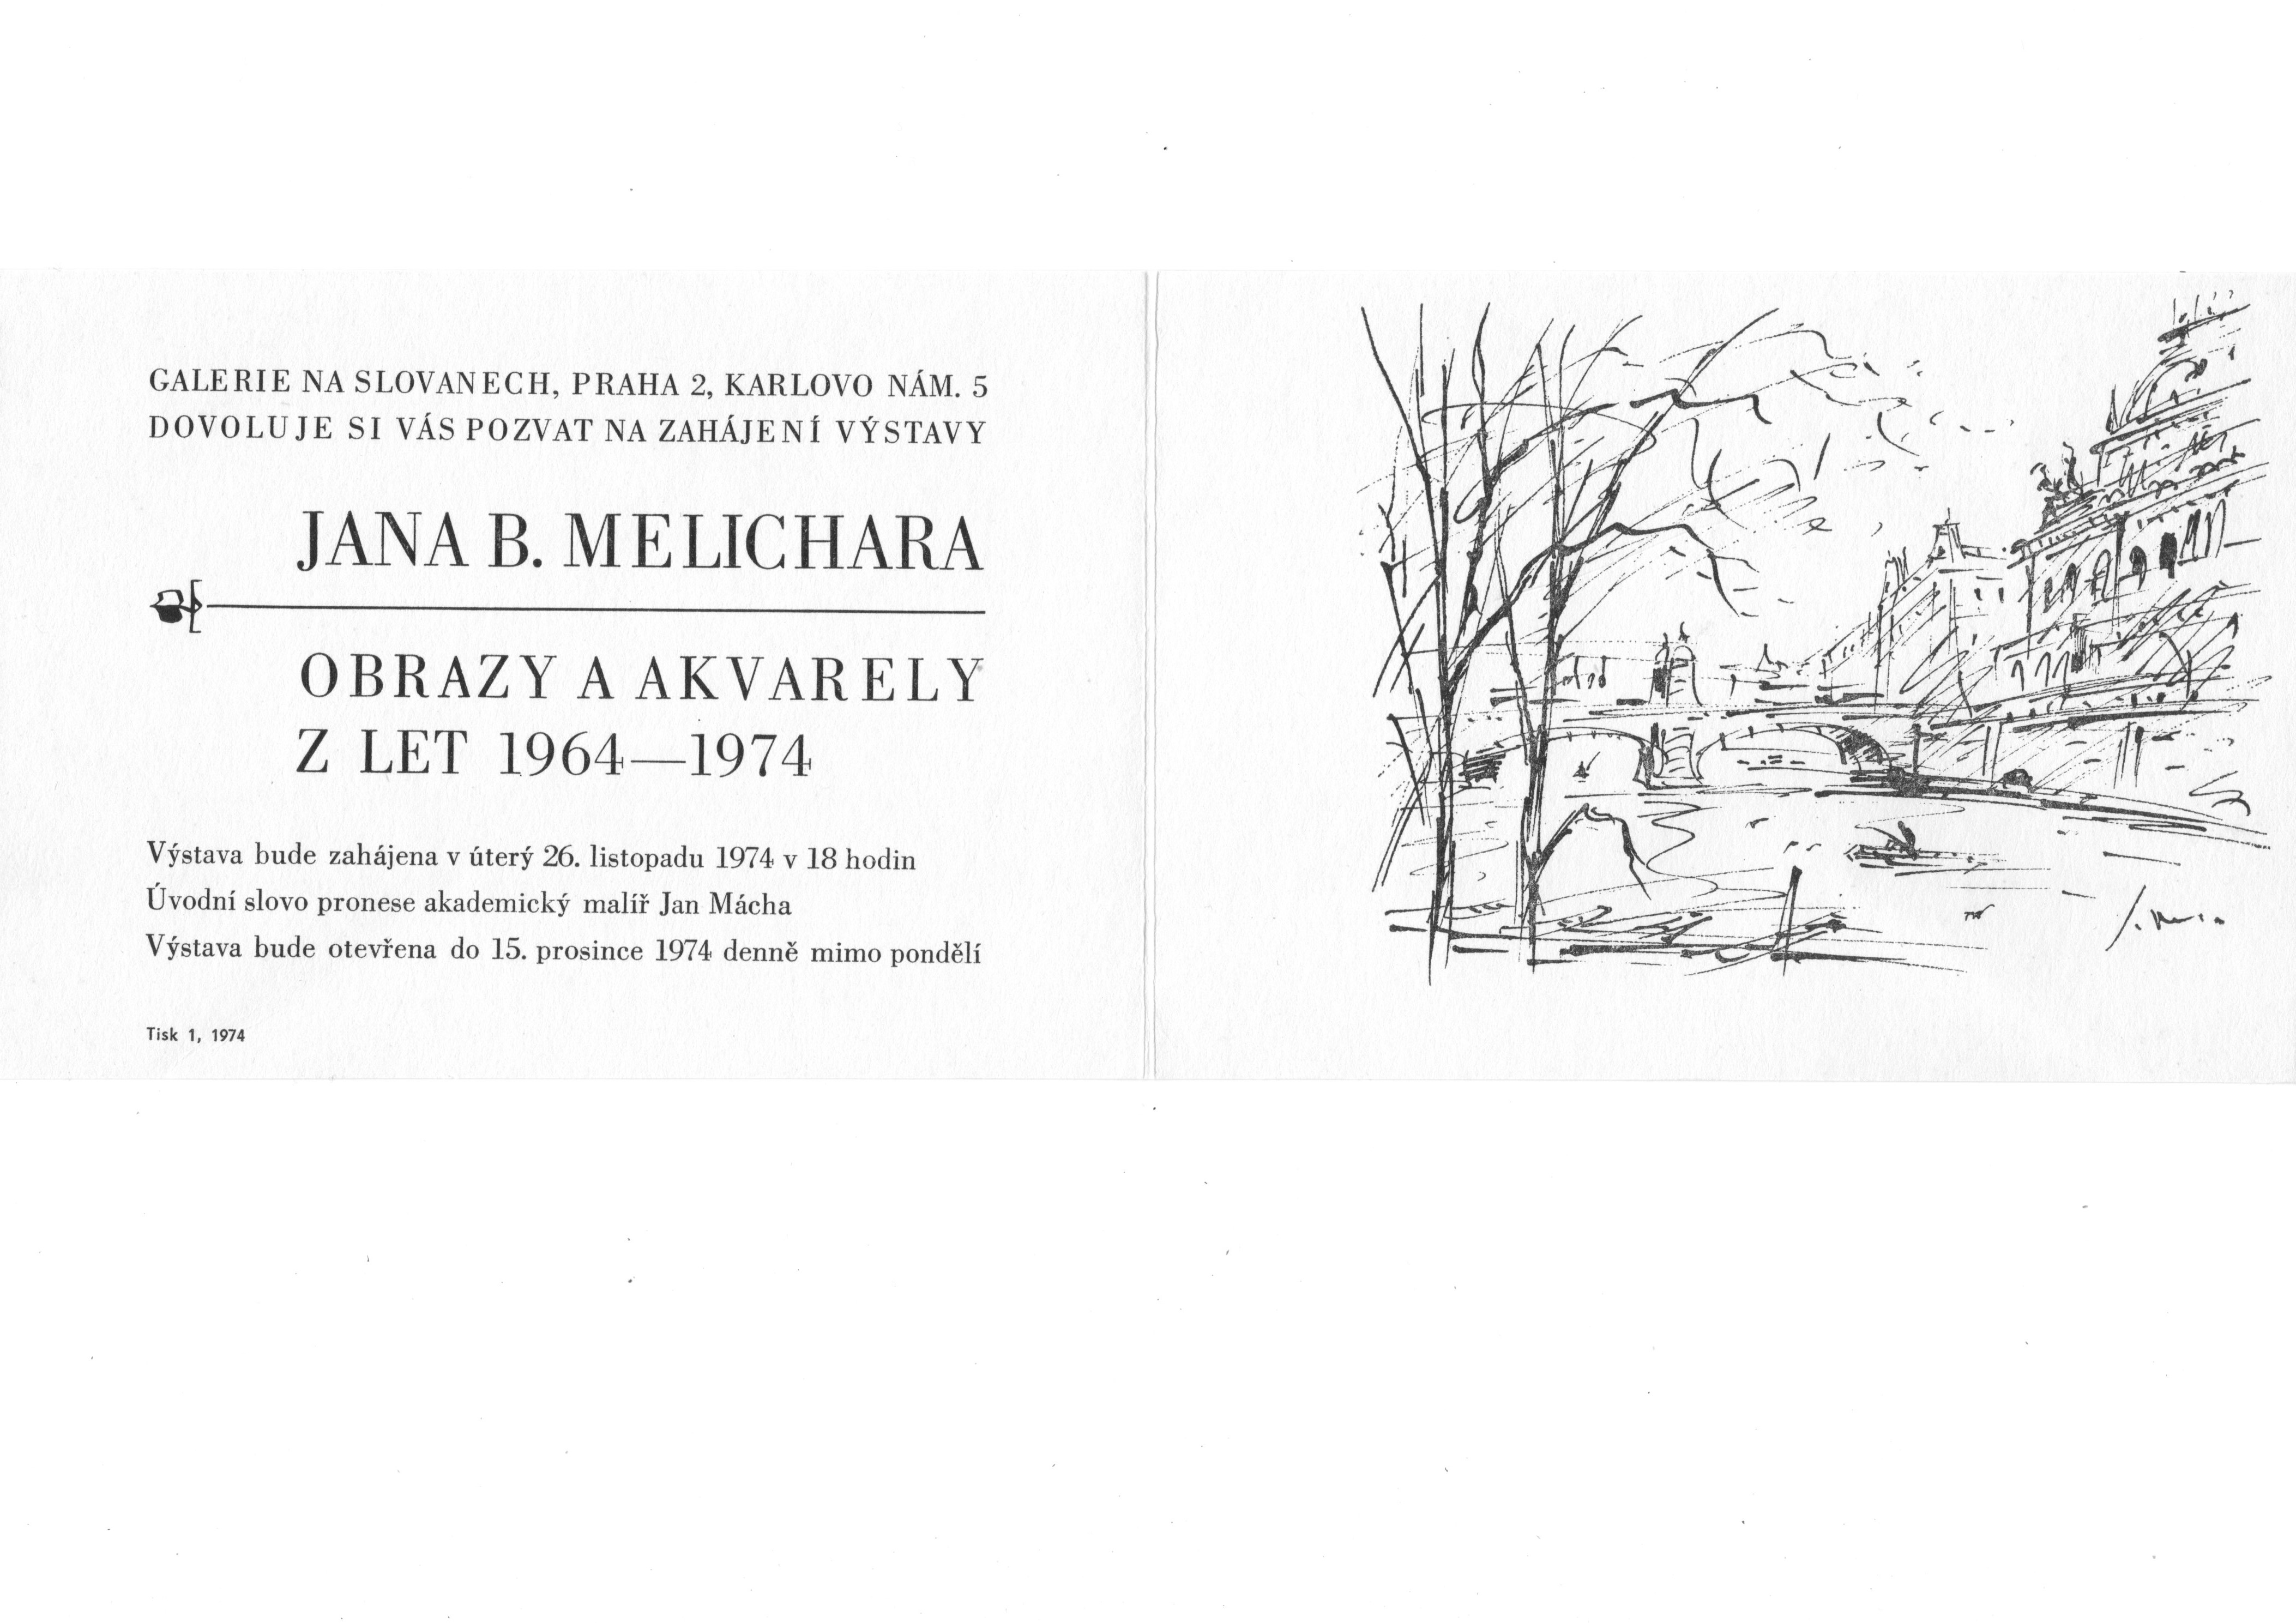 GALERIE NA SLOVANECH, PRAHA 2, KARLOVO NÁM. 5
DOVOLUJE SI VÁS POZVAT NA ZAHÁJENÍ VÝSTAVY
JANA B. MELICHARA
OBRAZY A AKVARELY
Z LET 1964—1974
Výstava bude zahájena v úterý 26. listopadu 1974 v 18 hodin
Úvodní slovo pronese akademický malíř Jan Mácha
Výstava bude otevřena do 15. prosince 1974 denně mimo pondělí
Tisk 1, 1974